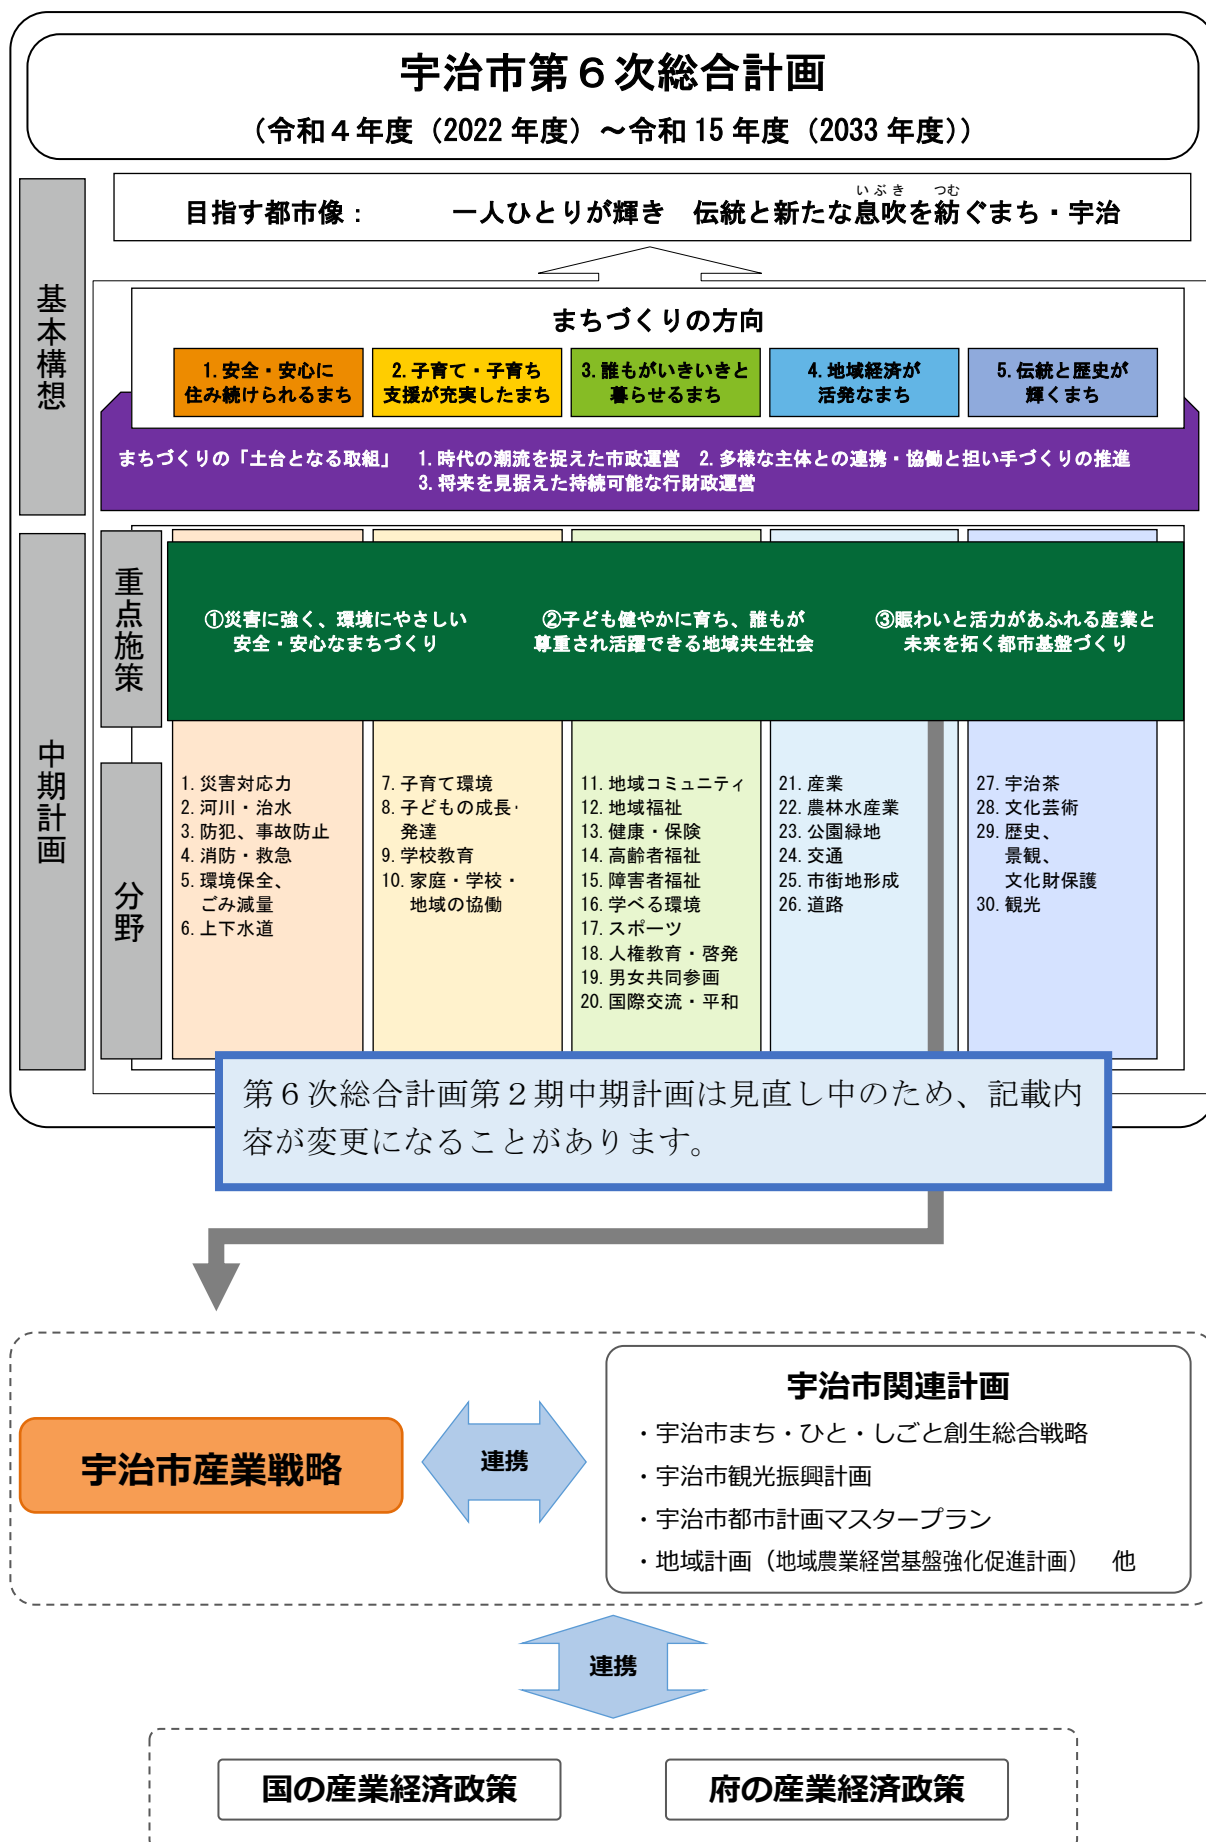 宇治市第６次総合計画
（令和４年度（2022 年度）～令和 15 年度（2033 年度））
基本構想
いぶき つむ
目指す都市像： 一人ひとりが輝き 伝統と新たな息吹を紡ぐまち・宇治
まちづくりの方向
1. 安全・安心に
住み続けられるまち
2. 子育て・子育ち
支援が充実したまち
3. 誰もがいきいきと
暮らせるまち
4. 地域経済が
活発なまち
5. 伝統と歴史が
輝くまち
まちづくりの「土台となる取組」 1. 時代の潮流を捉えた市政運営 2. 多様な主体との連携・協働と担い手づくりの推進
3. 将来を見据えた持続可能な行財政運営
中期計画
重点施策
①災害に強く、環境にやさしい
安全・安心なまちづくり
②子ども健やかに育ち、誰もが
尊重され活躍できる地域共生社会
③賑わいと活力があふれる産業と
未来を拓く都市基盤づくり
分野
1. 災害対応力
2. 河川・治水
3. 防犯、事故防止
4. 消防・救急
5. 環境保全、
ごみ減量
6. 上下水道
7. 子育て環境
8. 子どもの成長・
発達
9. 学校教育
10. 家庭・学校・
地域の協働
11. 地域コミュニティ
12. 地域福祉
13. 健康・保険
14. 高齢者福祉
15. 障害者福祉
16. 学べる環境
17. スポーツ
18. 人権教育・啓発
19. 男女共同参画
20. 国際交流・平和
21. 産業
22. 農林水産業
23. 公園緑地
24. 交通
25. 市街地形成
26. 道路
27. 宇治茶
28. 文化芸術
29. 歴史、
景観、
文化財保護
30. 観光
第６次総合計画第２期中期計画は見直し中のため、記載内
容が変更になることがあります。
宇治市産業戦略
連携
宇治市関連計画
・宇治市まち・ひと・しごと創生総合戦略
・宇治市観光振興計画
・宇治市都市計画マスタープラン
・地域計画（地域農業経営基盤強化促進計画） 他
連携
国の産業経済政策
府の産業経済政策